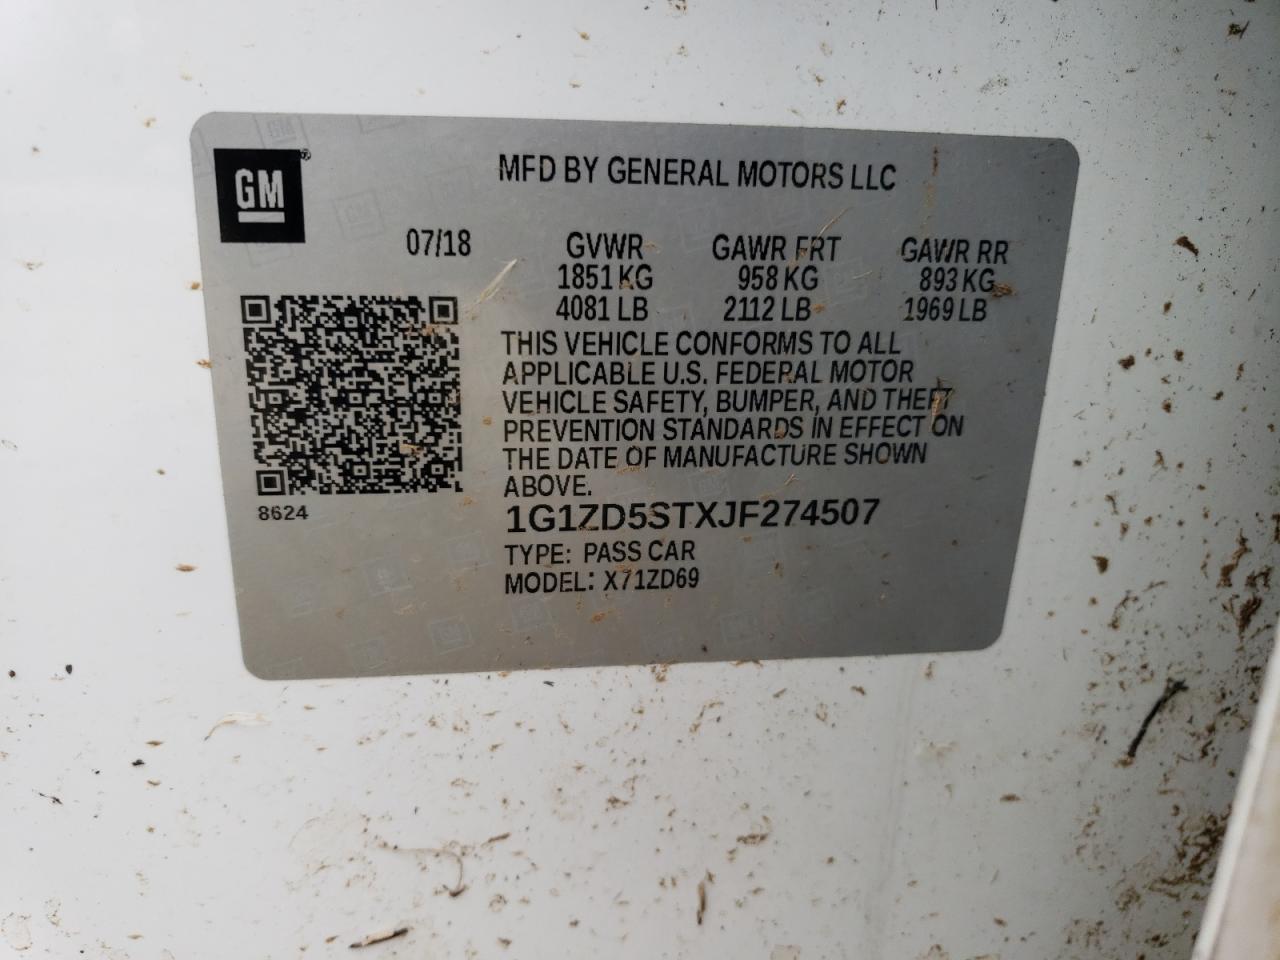 GM
MFD BY GENERAL MOTORS LLC
07/18
GVWR GAWR FRT GAWR RR
1851 KG 958 KG 893 KG
4081 LB 2112 LB 1969 LB
THIS VEHICLE CONFORMS TO ALL
APPLICABLE U.S. FEDERAL MOTOR
VEHICLE SAFETY, BUMPER, AND THEFT
PREVENTION STANDARDS IN EFFECT ON
THE DATE OF MANUFACTURE SHOWN
ABOVE.
8624
1G1ZD5STXJF274507
TYPE: PASS CAR
MODEL: X71ZD69